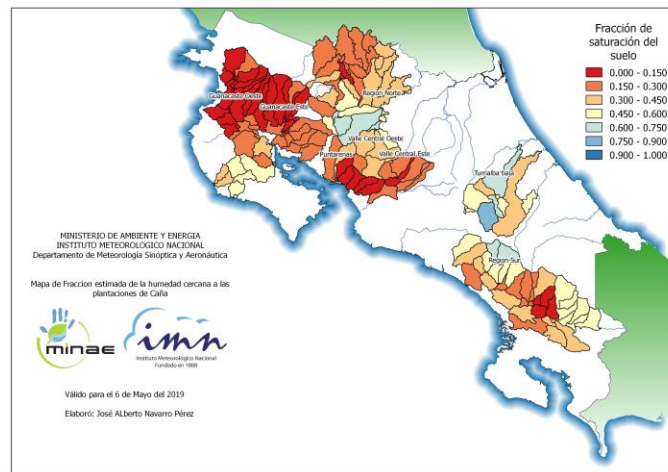 Fracción de
saturación del
suelo
0.000 - 0.150
0.150 - 0.300
0.300 - 0.450
0.450 - 0.600
0.600 - 0.750
0.750 - 0.900
0.900 - 1.000
Guanacaste Oeste
Guanacaste Este
Región Norte
Valle Central Oeste
Puntarenas
Valle Central Este
Turrialba baja
Region Sur
MINISTERIO DE AMBIENTE Y ENERGIA
INSTITUTO METEOROLOGICO NACIONAL
Departamento de Meteorología Sinóptica y Aeronáutica
Mapa de Fraccion estimada de la humedad cercana a las
plantaciones de Caña
minae
imn
Instituto Meteorológico Nacional
Fundado en 1888
Válido para el 6 de Mayo del 2019
Elaboró: José ALberto Navarro Pérez